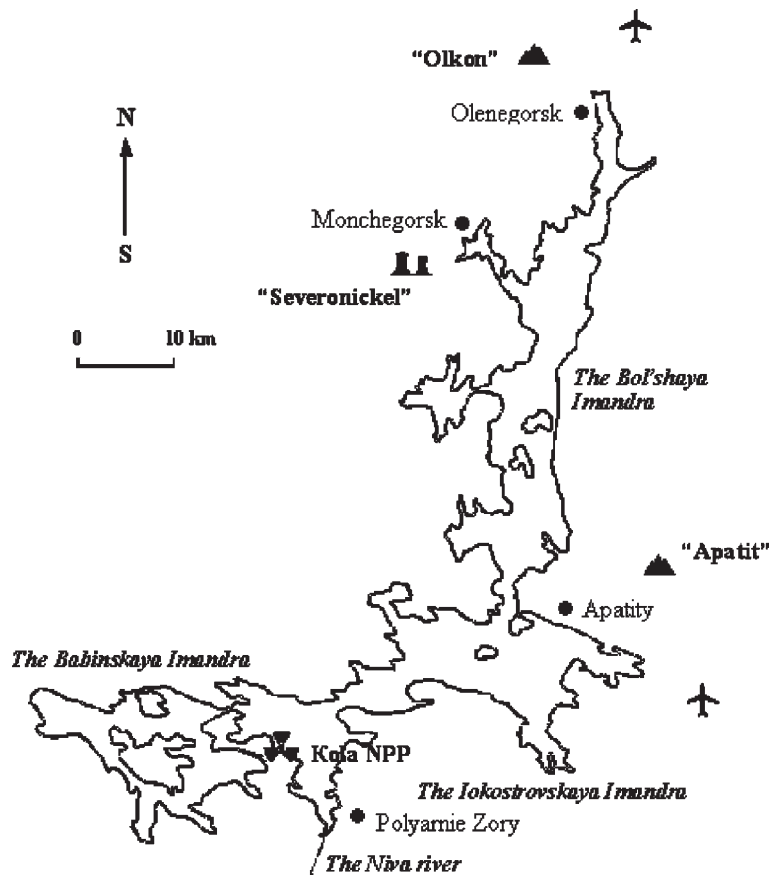 “Olkon”
Olenegorsk
N
Monchegorsk
S
“Severonickel”
0 10 km
The Bol'shaya
Imandra
“Apatit”
Apatity
The Babinskaya Imandra
Kola NPP
The Iokostrovskaya Imandra
Polyarnie Zory
The Niva river